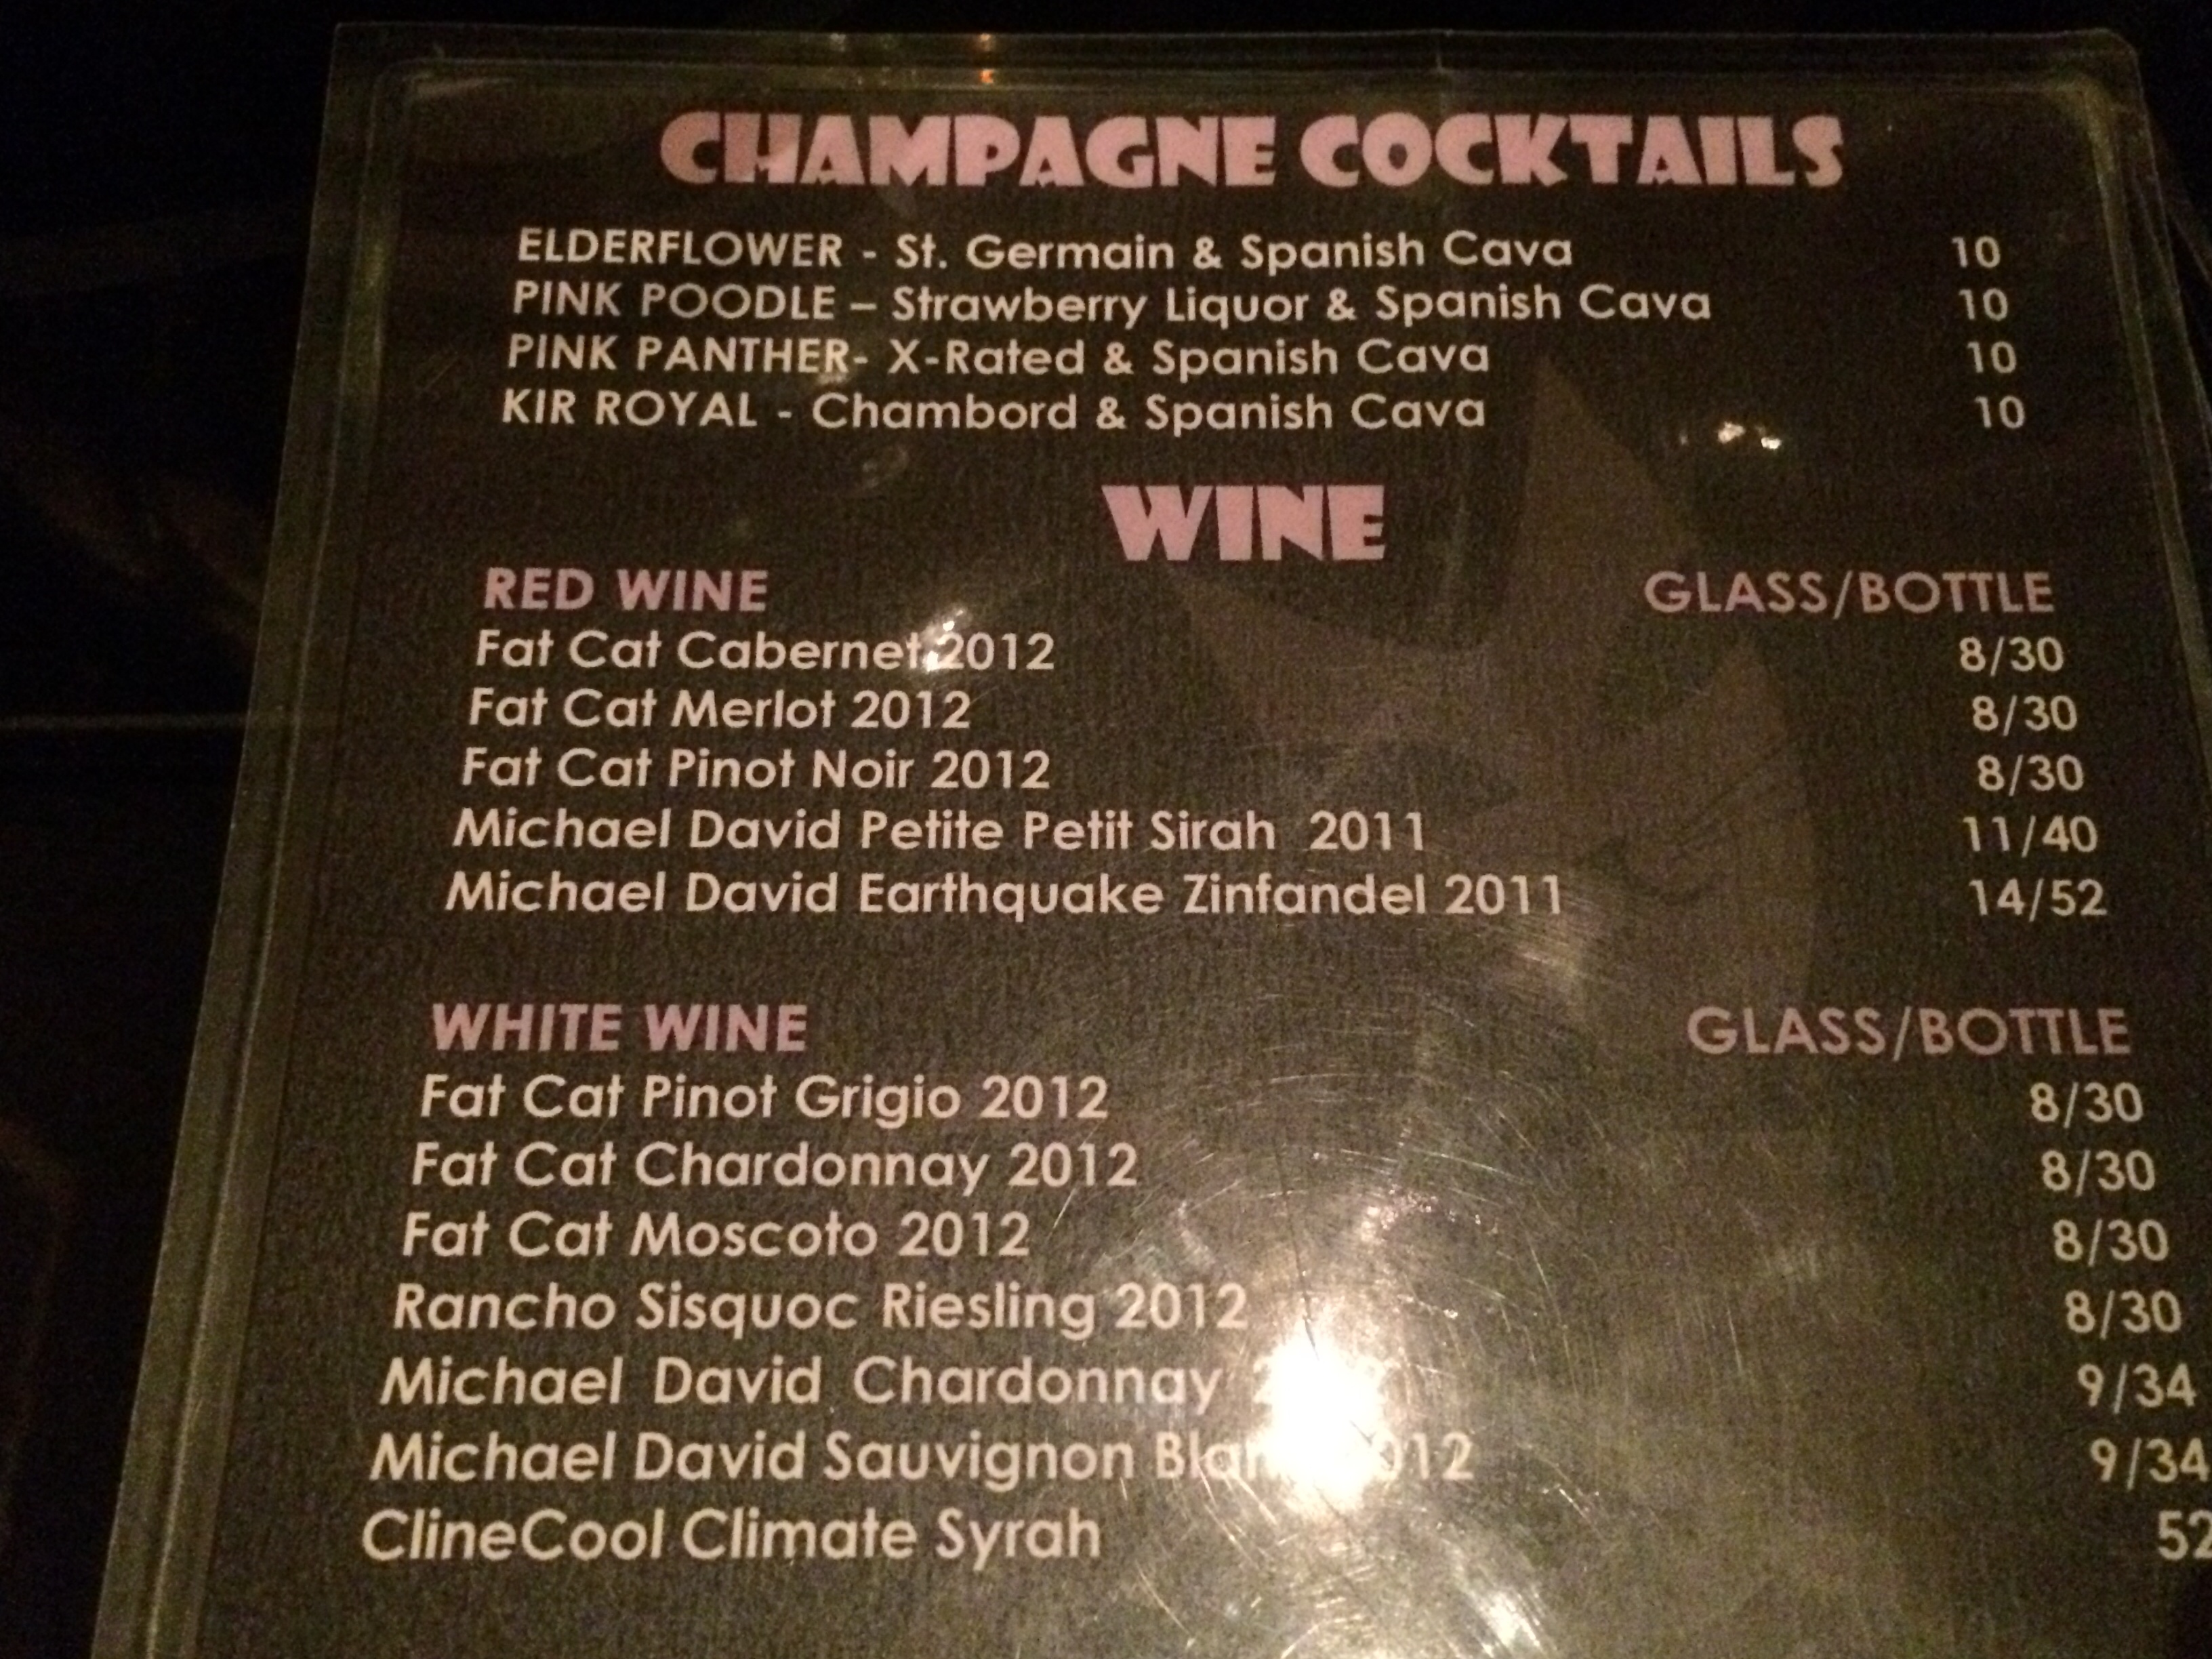 CHAMPAGNE COCKTAILS
ELDERFLOWER - St. Germain & Spanish Cava 10
PINK POODLE – Strawberry Liquor & Spanish Cava 10
PINK PANTHER- X-Rated & Spanish Cava 10
KIR ROYAL - Chambord & Spanish Cava 10
WINE
RED WINE GLASS/BOTTLE
Fat Cat Cabernet 2012 8/30
Fat Cat Merlot 2012 8/30
Fat Cat Pinot Noir 2012 8/30
Michael David Petite Petit Sirah 2011 11/40
Michael David Earthquake Zinfandel 2011 14/52
WHITE WINE GLASS/BOTTLE
Fat Cat Pinot Grigio 2012 8/30
Fat Cat Chardonnay 2012 8/30
Fat Cat Moscoto 2012 8/30
Rancho Sisquoc Riesling 2012 8/30
Michael David Chardonnay 9/34
Michael David Sauvignon 9/34
ClineCool Climate Syrah 52